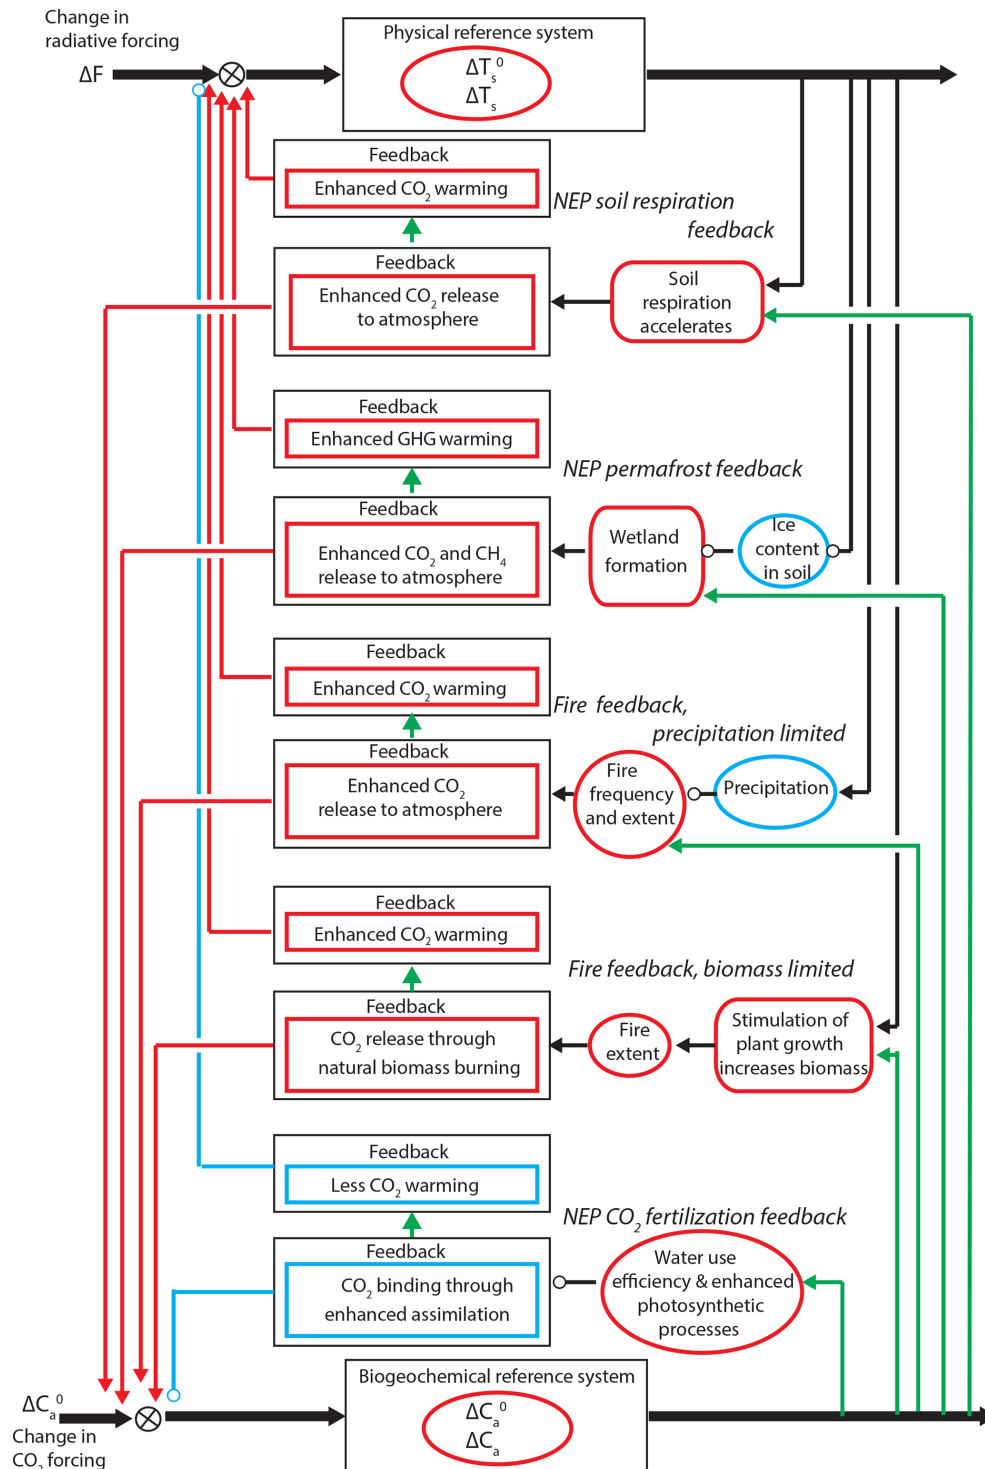 Change in
radiative forcing
ΔF
Physical reference system
ΔTs0
ΔTs
Feedback
Enhanced CO2 warming
NEP soil respiration
feedback
Feedback
Enhanced CO2 release
to atmosphere
Soil
respiration
accelerates
Feedback
Enhanced GHG warming
NEP permafrost feedback
Feedback
Enhanced CO2 and CH4
release to atmosphere
Wetland
formation
Ice
content
in soil
Feedback
Enhanced CO2 warming
Fire feedback,
precipitation limited
Feedback
Enhanced CO2
release to atmosphere
Fire
frequency
and extent
Precipitation
Feedback
Enhanced CO2 warming
Fire feedback, biomass limited
Feedback
CO2 release through
natural biomass burning
Fire
extent
Stimulation of
plant growth
increases biomass
Feedback
Less CO2 warming
NEP CO2 fertilization feedback
Feedback
CO2 binding through
enhanced assimilation
Water use
efficiency & enhanced
photosynthetic
processes
Biogeochemical reference system
ΔCa0
ΔCa
ΔCa0
Change in
CO2 forcing